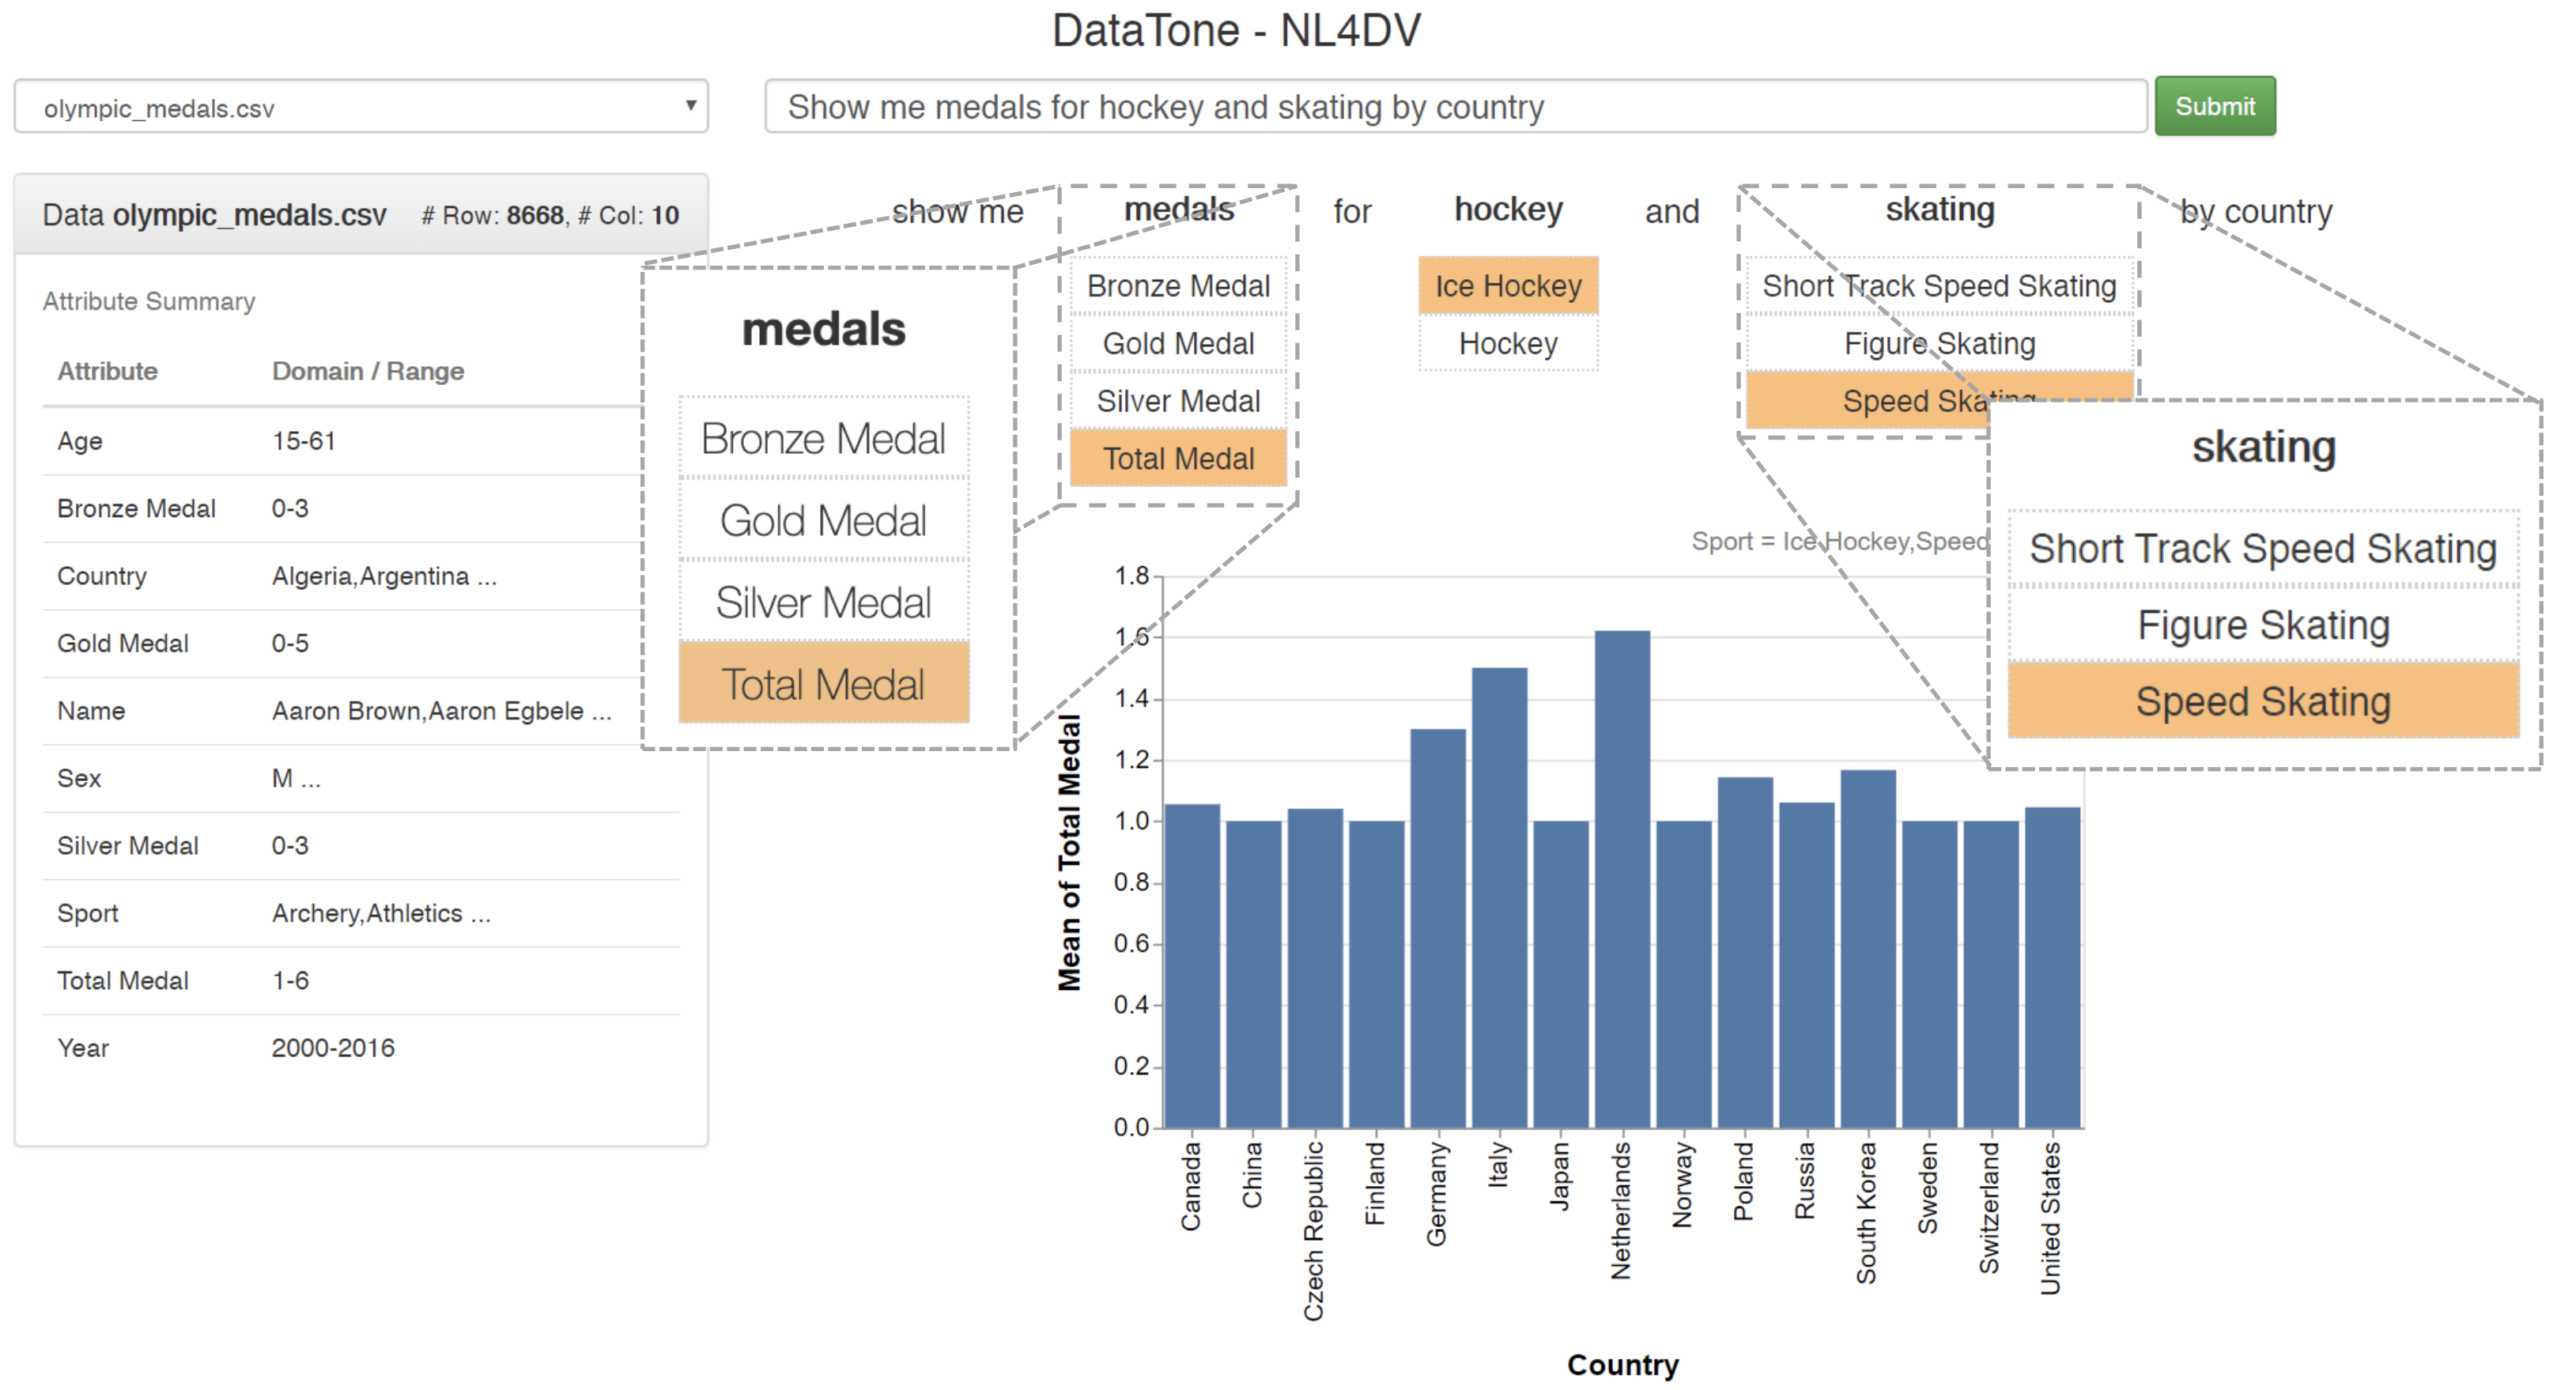 DataTone - NL4DV
olympic_medals.csv
Show me medals for hockey and skating by country
Submit
Data olympic_medals.csv # Row: 8668, # Col: 10
Attribute Summary
Attribute Domain / Range
Age 15-61
Bronze Medal 0-3
Country Algeria,Argentina ...
Gold Medal 0-5
Name Aaron Brown,Aaron Egbele ...
Sex M ...
Silver Medal 0-3
Sport Archery,Athletics ...
Total Medal 1-6
Year 2000-2016
show me medals for hockey and skating by country
Bronze Medal
Gold Medal
Silver Medal
Total Medal
Ice Hockey
Hockey
Short Track Speed Skating
Figure Skating
Speed Skating
medals
Bronze Medal
Gold Medal
Silver Medal
Total Medal
skating
Short Track Speed Skating
Figure Skating
Speed Skating
Sport = Ice Hockey,Speed
Mean of Total Medal
1.8
1.6
1.4
1.2
1.0
0.8
0.6
0.4
0.2
0.0
Canada
China
Czech Republic
Finland
Germany
Italy
Japan
Netherlands
Norway
Poland
Russia
South Korea
Sweden
Switzerland
United States
Country